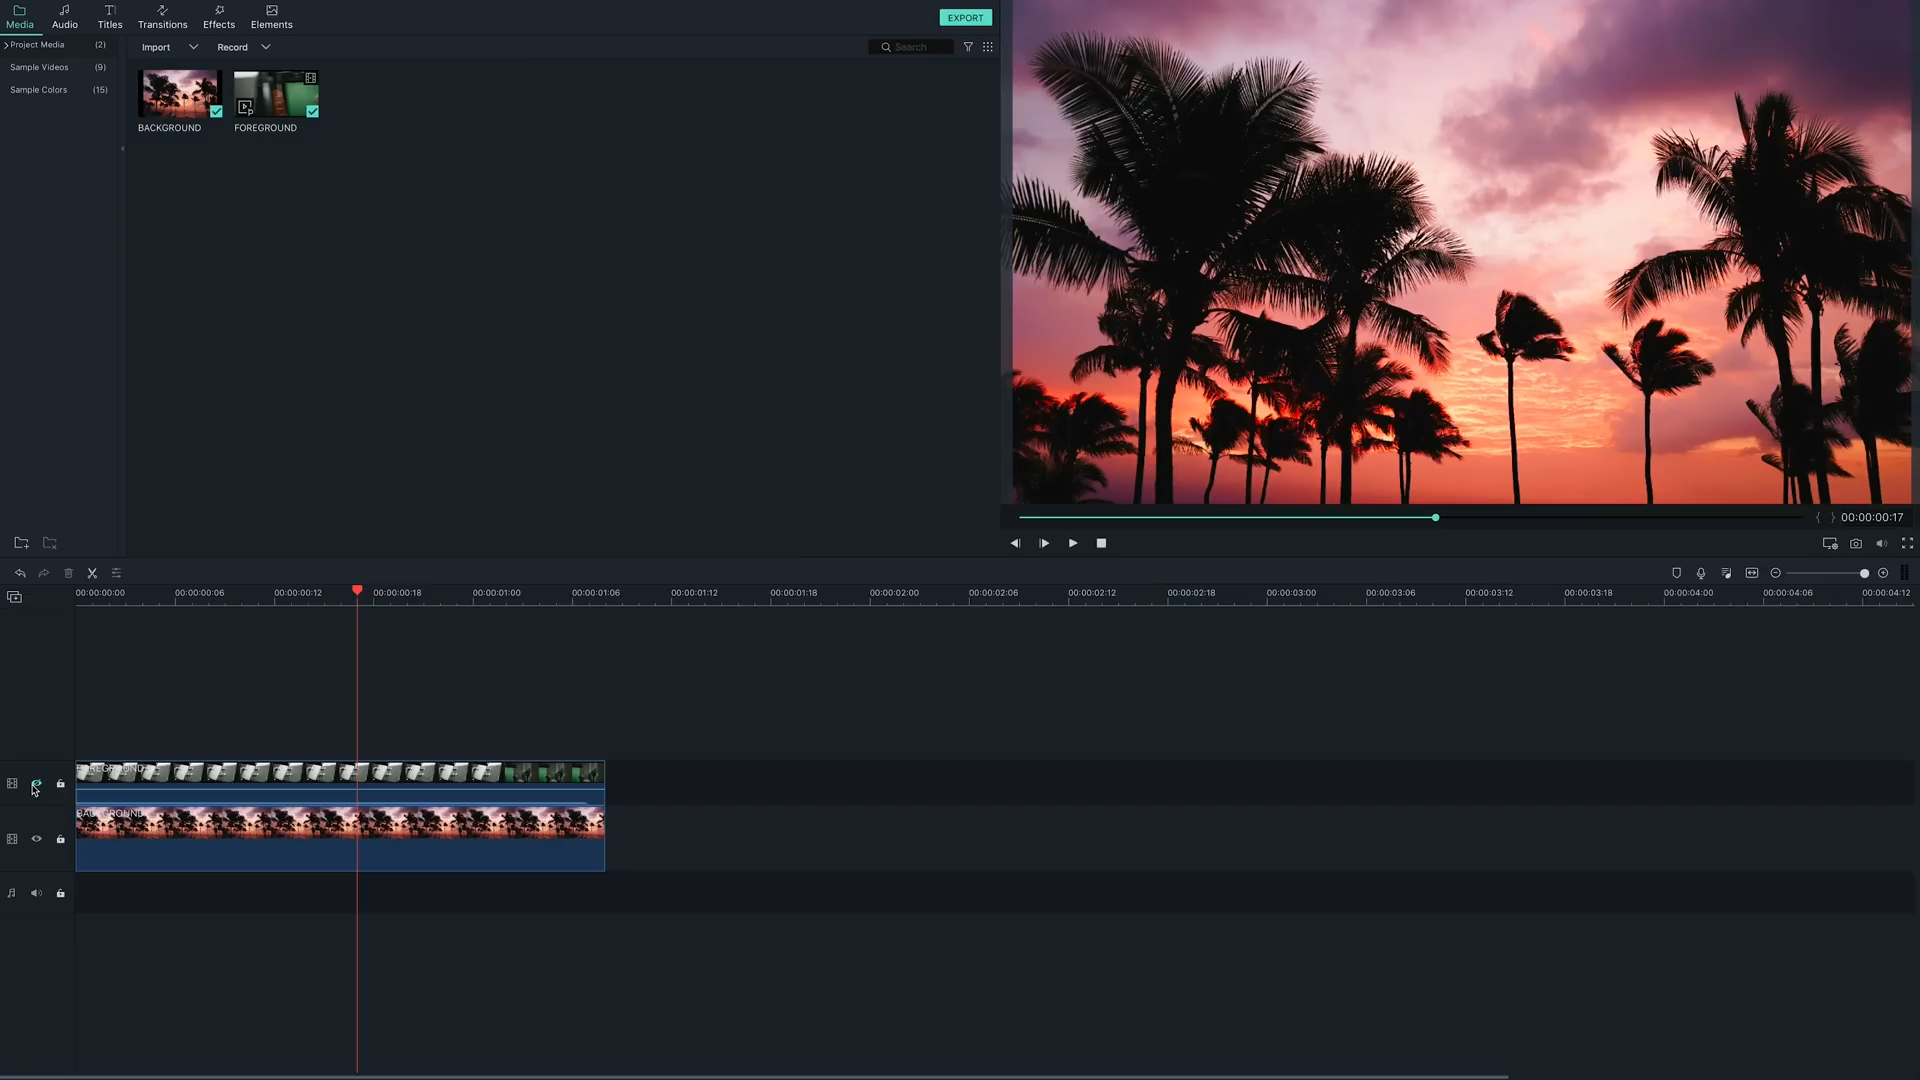 Media Audio Titles Transitions Effects Elements
EXPORT
Project Media (2)
Sample Videos (9)
Sample Colors (15)
Import Record
Search
BACKGROUND FOREGROUND
{ } 00:00:00:17
00:00:00:00 00:00:00:06 00:00:00:12 00:00:00:18 00:00:01:00 00:00:01:06 00:00:01:12 00:00:01:18 00:00:02:00 00:00:02:06 00:00:02:12 00:00:02:18 00:00:03:00 00:00:03:06 00:00:03:12 00:00:03:18 00:00:04:00 00:00:04:06 00:00:04:12
FOREGROUND
BACKGROUND